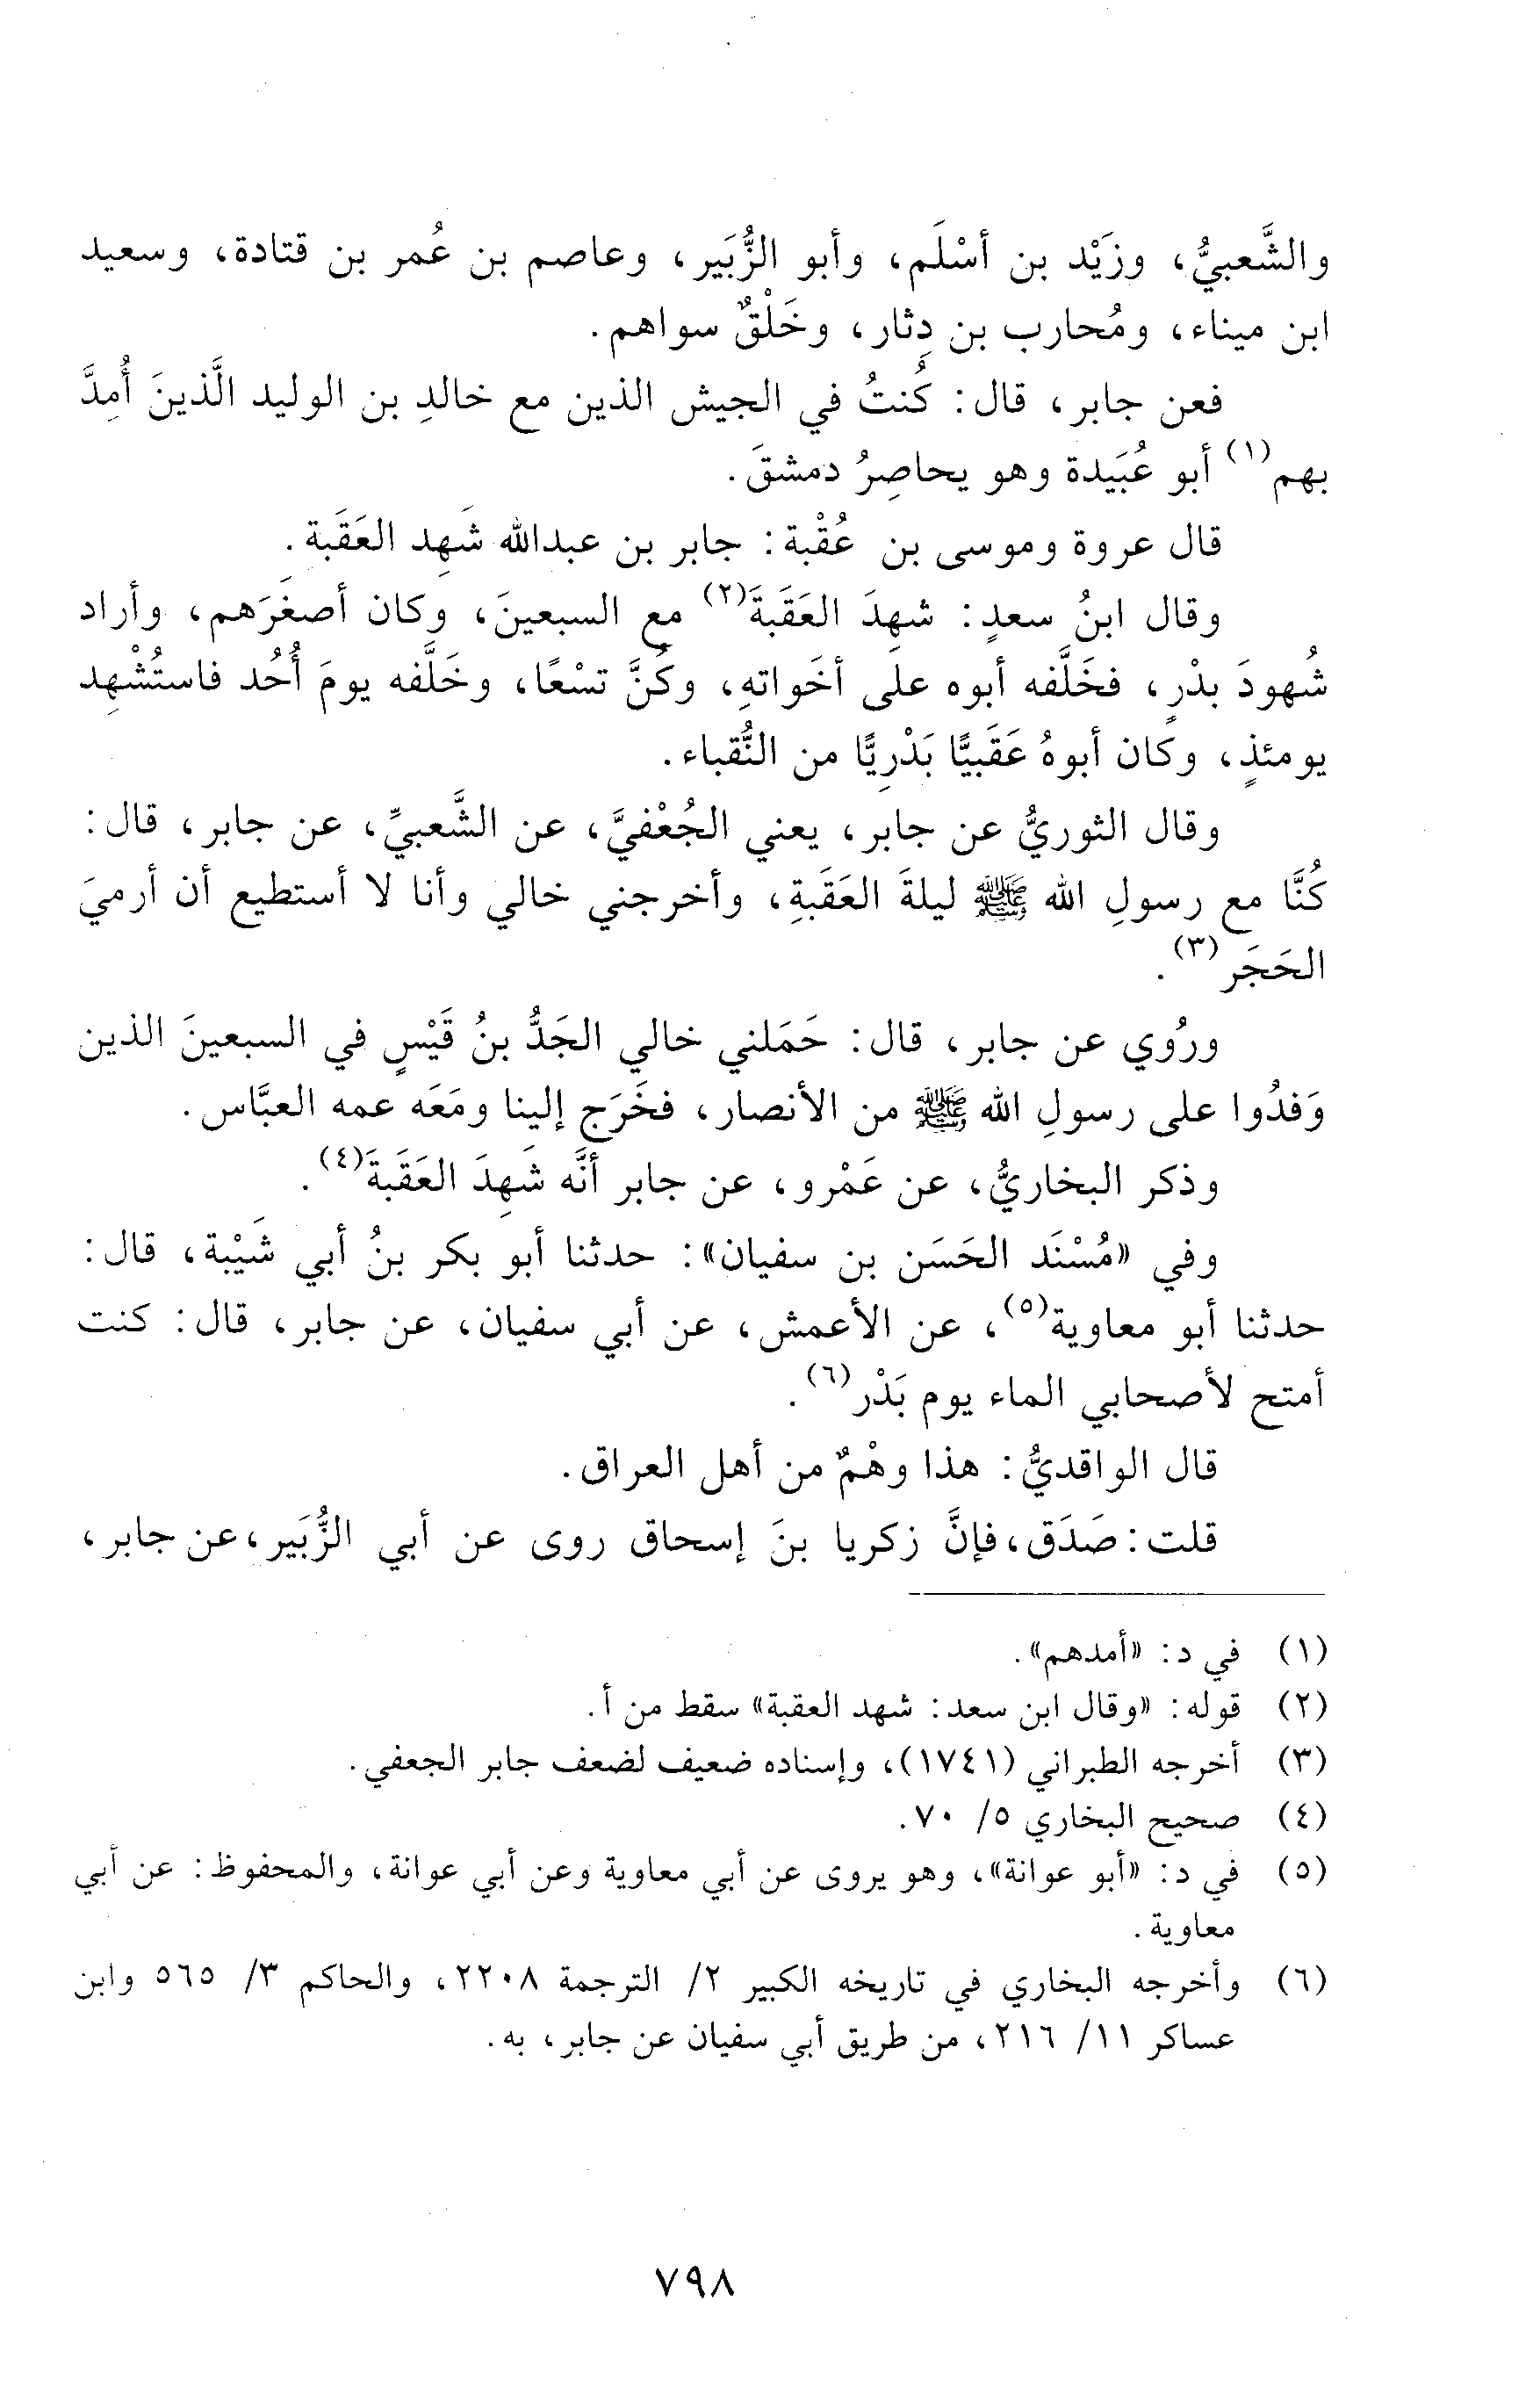 والشَّعبيُّ، وزَيْد بن أسْلَم، وأبو الزُّبَير، وعاصم بن عُمر بن قتادة، وسعيد
ابن ميناء، ومُحارب بن دِثار، وخَلْقٌ سواهم.
فعن جابر، قال: كُنتُ في الجيش الذين مع خالدِ بن الوليد الَّذينَ أُمِدَّ
بهم(١) أبو عُبَيدة وهو يحاصِرُ دمشقَ.
قال عروة وموسى بن عُقْبة: جابر بن عبدالله شَهِد العَقَبة.
وقال ابنُ سعدٍ: شهِدَ العَقَبةَ(٢) مع السبعينَ، وكان أصغَرَهم، وأراد
شُهودَ بدْرٍ، فخَلَّفه أبوه على أخَواتهِ، وكُنَّ تسْعًا، وخَلَّفه يومَ أُحُد فاستُشْهِد
يومئذٍ، وكان أبوهُ عَقَبيًّا بَدْرِيًّا من النُّقباء.
وقال الثوريُّ عن جابر، يعني الجُعْفيَّ، عن الشَّعبيِّ، عن جابر، قال:
كُنَّا مع رسولِ الله ﷺ ليلةَ العَقَبةِ، وأخرجني خالي وأنا لا أستطيع أن أرميَ
الحَجَر(٣).
ورُوي عن جابر، قال: حَمَلني خالي الجَدُّ بنُ قَيْسٍ في السبعينَ الذين
وَفدُوا على رسولِ الله ﷺ من الأنصار، فخَرَج إلينا ومَعَه عمه العبَّاس.
وذكر البخاريُّ، عن عَمْرو، عن جابر أنَّه شَهِدَ العَقَبةَ(٤).
وفي «مُسْنَد الحَسَن بن سفيان»: حدثنا أبو بكر بنُ أبي شَيْبة، قال:
حدثنا أبو معاوية(٥)، عن الأعمش، عن أبي سفيان، عن جابر، قال: كنت
أمتح لأصحابي الماء يوم بَدْر(٦).
قال الواقديُّ: هذا وهْمٌ من أهل العراق.
قلت: صَدَق، فإنَّ زكريا بنَ إسحاق روى عن أبي الزُّبَير، عن جابر،
(١) في د: «أمدهم».
(٢) قوله: «وقال ابن سعد: شهد العقبة» سقط من أ.
(٣) أخرجه الطبراني (١٧٤١)، وإسناده ضعيف لضعف جابر الجعفي.
(٤) صحيح البخاري ٥/ ٧٠.
(٥) في د: «أبو عوانة»، وهو يروى عن أبي معاوية وعن أبي عوانة، والمحفوظ: عن أبي
معاوية.
(٦) وأخرجه البخاري في تاريخه الكبير ٢/ الترجمة ٢٢٠٨، والحاكم ٣/ ٥٦٥ وابن
عساكر ١١/ ٢١٦، من طريق أبي سفيان عن جابر، به.
٧٩٨